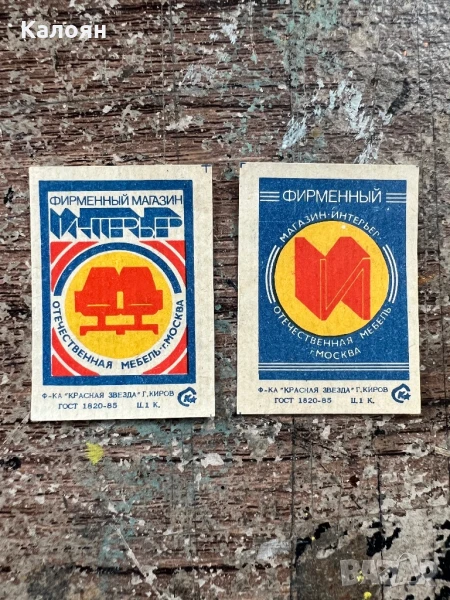 Калоян
ФИРМЕННЫЙ МАГАЗИН
ИНТЕРЬЕР
ОТЕЧЕСТВЕННАЯ МЕБЕЛЬ·Г.МОСКВА
Ф-КА "КРАСНАЯ ЗВЕЗДА" Г.КИРОВ
ГОСТ 1820-85 Ц.1 К.
ФИРМЕННЫЙ
МАГАЗИН·ИНТЕРЬЕР
И
ОТЕЧЕСТВЕННАЯ МЕБЕЛЬ
Г.МОСКВА
Ф-КА "КРАСНАЯ ЗВЕЗДА" Г.КИРОВ
ГОСТ 1820-85 Ц.1 К.
BAZAR